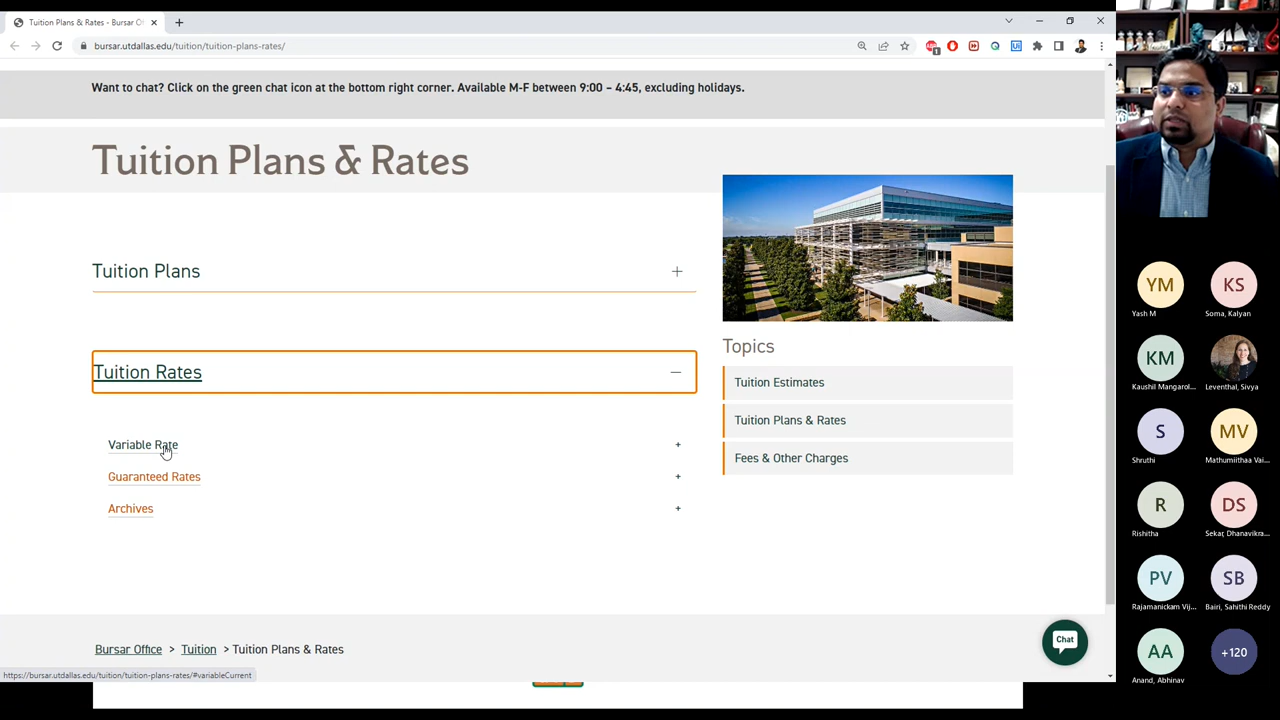 Tuition Plans & Rates - Bursar Of
bursar.utdallas.edu/tuition/tuition-plans-rates/
Want to chat? Click on the green chat icon at the bottom right corner. Available M-F between 9:00 – 4:45, excluding holidays.
Tuition Plans & Rates
Tuition Plans
Tuition Rates
Variable Rate
Guaranteed Rates
Archives
Topics
Tuition Estimates
Tuition Plans & Rates
Fees & Other Charges
Bursar Office > Tuition > Tuition Plans & Rates
Chat
https://bursar.utdallas.edu/tuition/tuition-plans-rates/#variableCurrent
YM
KS
Yash M
Soma, Kalyan
KM
Kaushil Mangarol...
Leventhal, Sivya
S
MV
Shruthi
Mathumiithaa Vai...
R
DS
Rishitha
Sekar, Dhanavikra...
PV
SB
Rajamanickam Vij...
Bairi, Sahithi Reddy
AA
+120
Anand, Abhinav